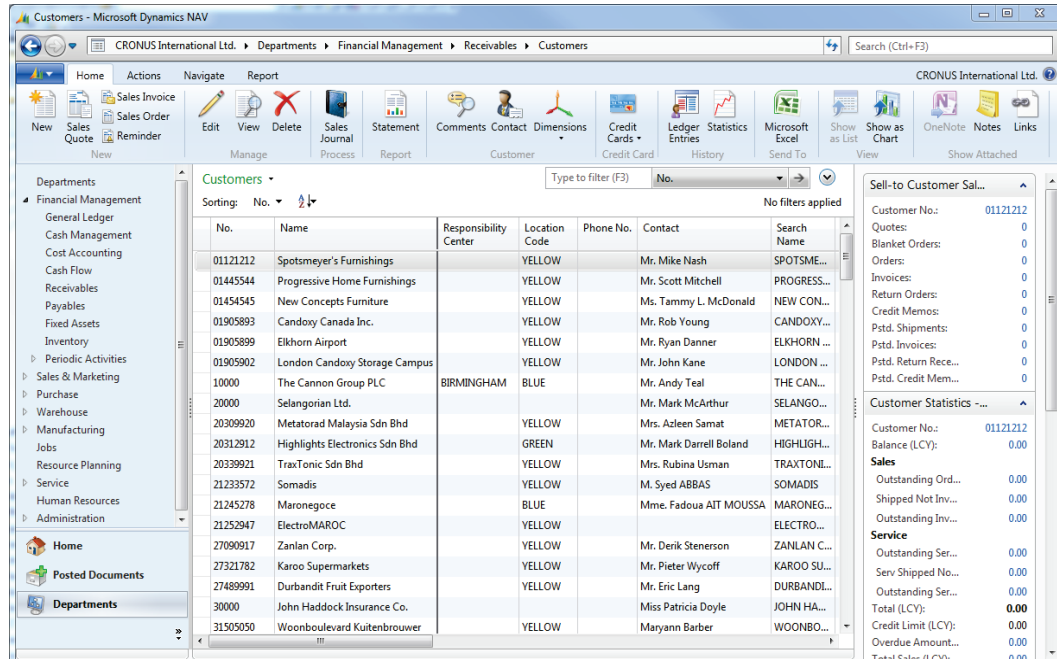 Customers - Microsoft Dynamics NAV
CRONUS International Ltd. Departments Financial Management Receivables Customers
Search (Ctrl+F3)
Home Actions Navigate Report
CRONUS International Ltd.
New
Sales Quote
Sales Invoice
Sales Order
Reminder
Edit View Delete
Sales Journal
Statement
Comments Contact Dimensions
Credit Cards
Ledger Entries
Statistics
Microsoft Excel
Show as List
Show as Chart
OneNote Notes Links
New Manage Process Report Customer Credit Card History Send To View Show Attached
Departments
Financial Management
General Ledger
Cash Management
Cost Accounting
Cash Flow
Receivables
Payables
Fixed Assets
Inventory
Periodic Activities
Sales & Marketing
Purchase
Warehouse
Manufacturing
Jobs
Resource Planning
Service
Human Resources
Administration
Home
Posted Documents
Departments
Customers
Type to filter (F3) No.
Sorting: No.
No filters applied
No. Name Responsibility Center Location Code Phone No. Contact Search Name
01121212 Spotsmeyer's Furnishings YELLOW Mr. Mike Nash SPOTSME...
01445544 Progressive Home Furnishings YELLOW Mr. Scott Mitchell PROGRESS...
01454545 New Concepts Furniture YELLOW Ms. Tammy L. McDonald NEW CON...
01905893 Candoxy Canada Inc. YELLOW Mr. Rob Young CANDOXY...
01905899 Elkhorn Airport YELLOW Mr. Ryan Danner ELKHORN ...
01905902 London Candoxy Storage Campus YELLOW Mr. John Kane LONDON ...
10000 The Cannon Group PLC BIRMINGHAM BLUE Mr. Andy Teal THE CAN...
20000 Selangorian Ltd. Mr. Mark McArthur SELANGO...
20309920 Metatorad Malaysia Sdn Bhd YELLOW Mrs. Azleen Samat METATOR...
20312912 Highlights Electronics Sdn Bhd GREEN Mr. Mark Darrell Boland HIGHLIGH...
20339921 TraxTonic Sdn Bhd YELLOW Mrs. Rubina Usman TRAXTONI...
21233572 Somadis YELLOW M. Syed ABBAS SOMADIS
21245278 Maronegoce BLUE Mme. Fadoua AIT MOUSSA MARONEG...
21252947 ElectroMAROC YELLOW ELECTRO...
27090917 Zanlan Corp. YELLOW Mr. Derik Stenerson ZANLAN C...
27321782 Karoo Supermarkets YELLOW Mr. Pieter Wycoff KAROO SU...
27489991 Durbandit Fruit Exporters YELLOW Mr. Eric Lang DURBANDI...
30000 John Haddock Insurance Co. Miss Patricia Doyle JOHN HA...
31505050 Woonboulevard Kuitenbrouwer YELLOW Maryann Barber WOONBO...
Sell-to Customer Sal...
Customer No.: 01121212
Quotes: 0
Blanket Orders: 0
Orders: 0
Invoices: 0
Return Orders: 0
Credit Memos: 0
Pstd. Shipments: 0
Pstd. Invoices: 0
Pstd. Return Rece... 0
Pstd. Credit Mem... 0
Customer Statistics -...
Customer No.: 01121212
Balance (LCY): 0.00
Sales
Outstanding Ord... 0.00
Shipped Not Inv... 0.00
Outstanding Inv... 0.00
Service
Outstanding Ser... 0.00
Serv Shipped No... 0.00
Outstanding Ser... 0.00
Total (LCY): 0.00
Credit Limit (LCY): 0.00
Overdue Amount... 0.00
Total Sales (LCY): 0.00